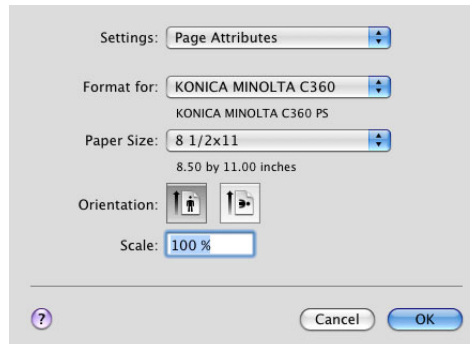 Settings: Page Attributes
Format for: KONICA MINOLTA C360
KONICA MINOLTA C360 PS
Paper Size: 8 1/2x11
8.50 by 11.00 inches
Orientation:
Scale: 100 %
? Cancel OK